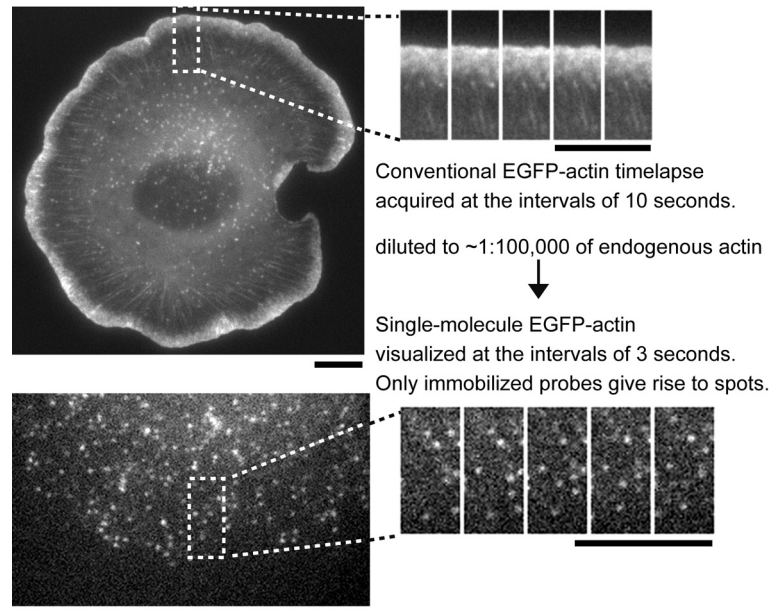 Conventional EGFP-actin timelapse
acquired at the intervals of 10 seconds.
diluted to ~1:100,000 of endogenous actin
Single-molecule EGFP-actin
visualized at the intervals of 3 seconds.
Only immobilized probes give rise to spots.